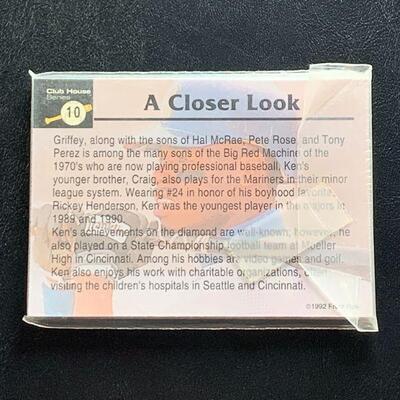 Club House
Series
10
A Closer Look
Griffey, along with the sons of Hal McRae, Pete Rose, and Tony
Perez is among the many sons of the Big Red Machine of the
1970's who are now playing professional baseball. Ken's
younger brother, Craig, also plays for the Mariners in their minor
league system. Wearing #24 in honor of his boyhood favorite,
Rickey Henderson, Ken was the youngest player in the majors in
1989 and 1990.
Ken's achievements on the diamond are well-known; however, he
also played on a State Championship football team at Moeller
High in Cincinnati. Among his hobbies are video games and golf.
Ken also enjoys his work with charitable organizations, often
visiting the children's hospitals in Seattle and Cincinnati.
©1992 Front